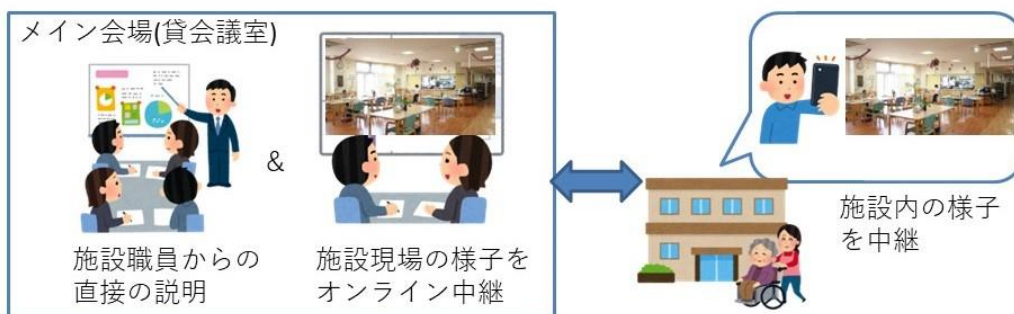 メイン会場(貸会議室)
&
施設職員からの
直接の説明
施設現場の様子を
オンライン中継
施設内の様子
を中継